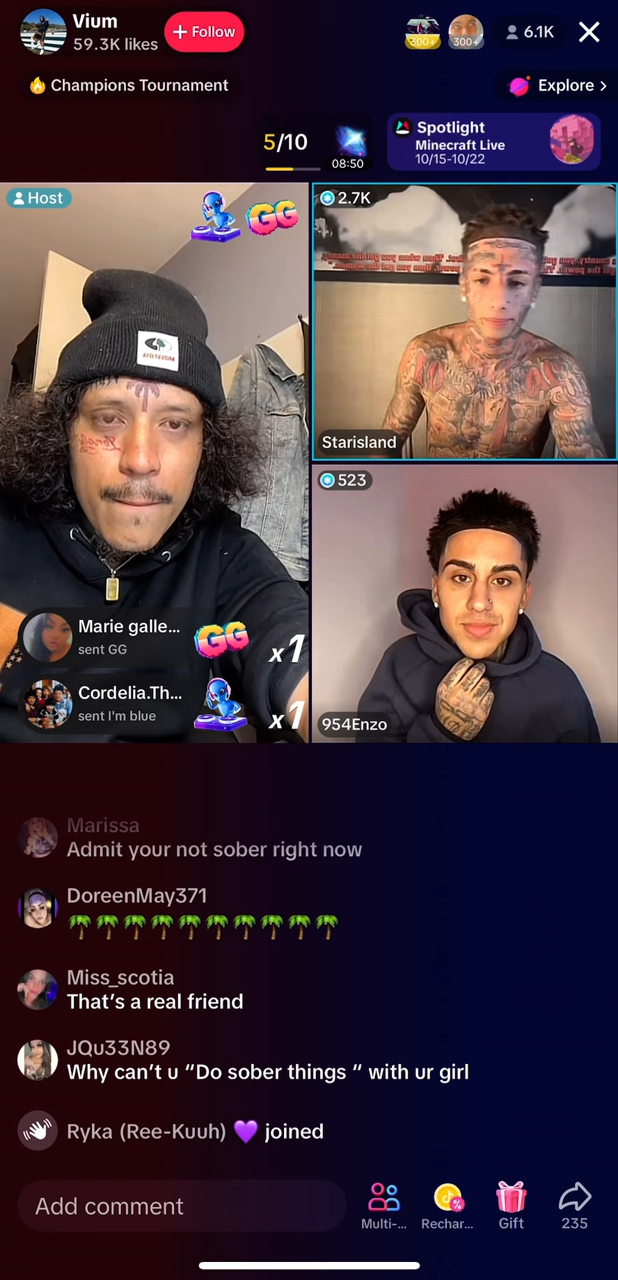 Vium
59.3K likes
+ Follow
300+
300+
6.1K
Champions Tournament
Explore >
5/10
08:50
Spotlight
Minecraft Live
10/15-10/22
Host
GG
2.7K
Starisland
523
954Enzo
Marie galle...
sent GG
GG
x1
Cordelia.Th...
sent I'm blue
x1
Marissa
Admit your not sober right now
DoreenMay371
🌴🌴🌴🌴🌴🌴🌴🌴🌴🌴
Miss_scotia
That's a real friend
JQu33N89
Why can't u “Do sober things “ with ur girl
Ryka (Ree-Kuuh) 💜 joined
Add comment
Multi-...
Rechar...
Gift
235